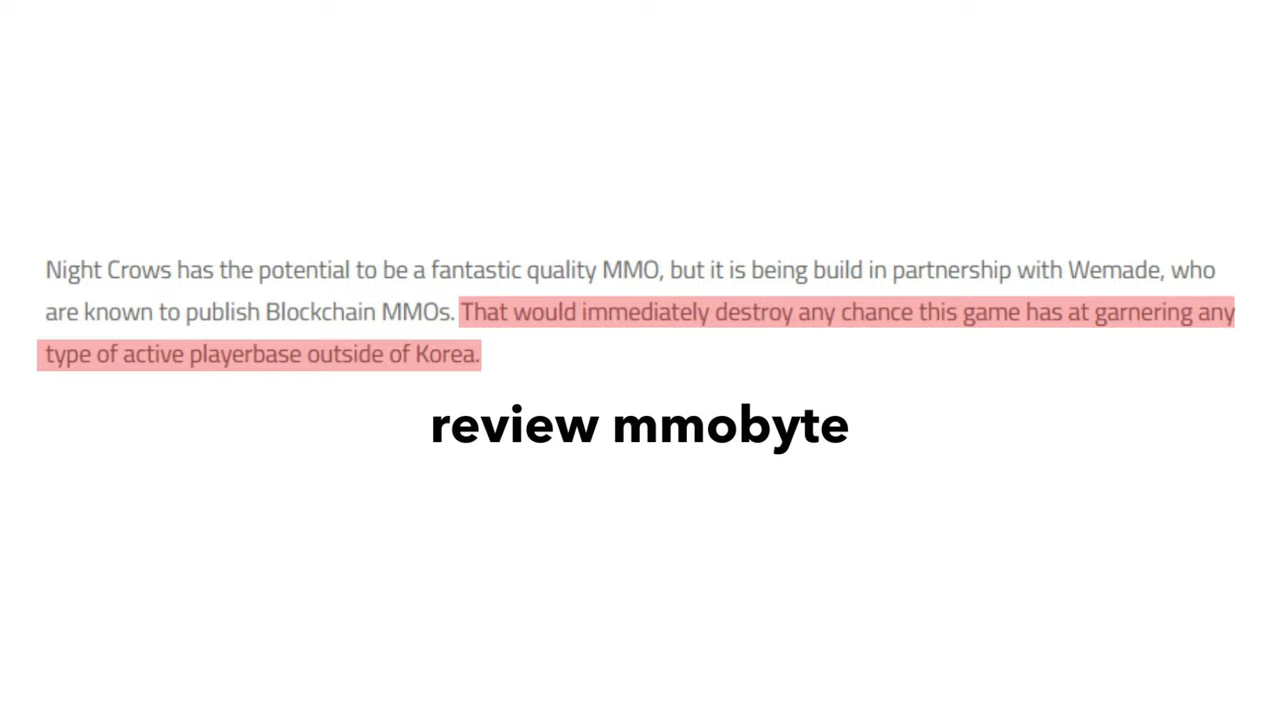 Night Crows has the potential to be a fantastic quality MMO, but it is being build in partnership with Wemade, who
are known to publish Blockchain MMOs. That would immediately destroy any chance this game has at garnering any
type of active playerbase outside of Korea.
review mmobyte